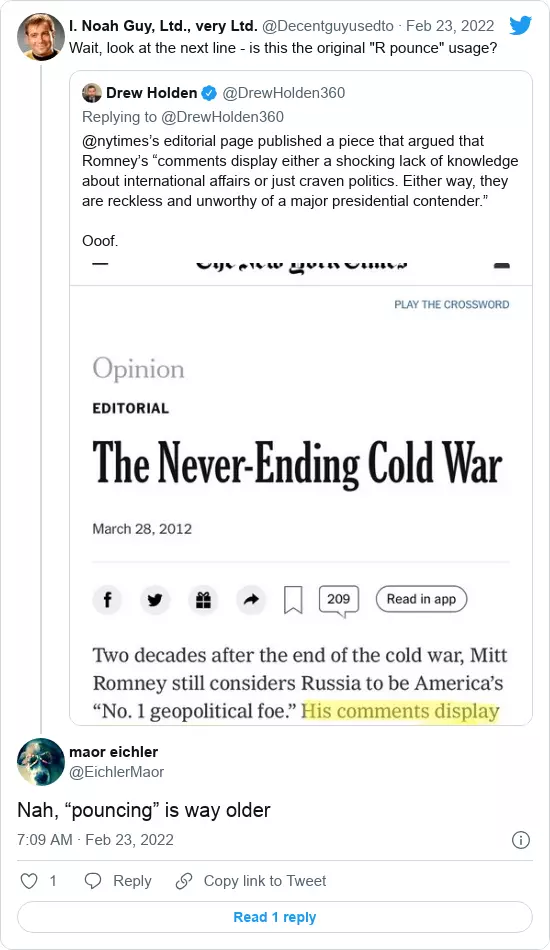 I. Noah Guy, Ltd., very Ltd. @Decentguyusedto · Feb 23, 2022
Wait, look at the next line - is this the original "R pounce" usage?
Drew Holden @DrewHolden360
Replying to @DrewHolden360
@nytimes’s editorial page published a piece that argued that
Romney’s “comments display either a shocking lack of knowledge
about international affairs or just craven politics. Either way, they
are reckless and unworthy of a major presidential contender.”
Ooof.
The New York Times
PLAY THE CROSSWORD
Opinion
EDITORIAL
The Never-Ending Cold War
March 28, 2012
209
Read in app
Two decades after the end of the cold war, Mitt
Romney still considers Russia to be America’s
“No. 1 geopolitical foe.” His comments display
maor eichler
@EichlerMaor
Nah, “pouncing” is way older
7:09 AM · Feb 23, 2022
1 Reply Copy link to Tweet
Read 1 reply